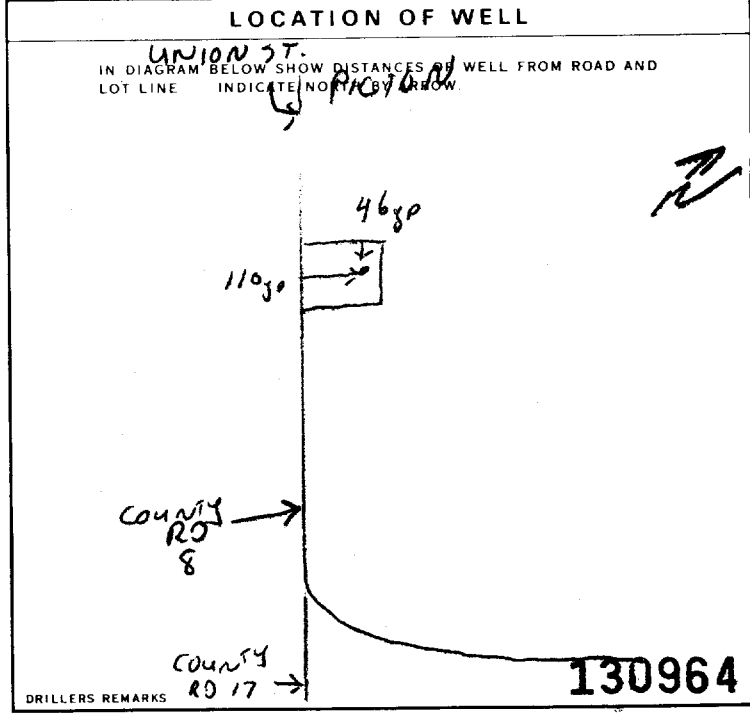 LOCATION OF WELL
UNION ST.
IN DIAGRAM BELOW SHOW DISTANCES OF WELL FROM ROAD AND
LOT LINE INDICATE NORTH BY ARROW.
PICTON
N
46yd
110yd
COUNTY
RD
8
COUNTY
RD 17
130964
DRILLERS REMARKS